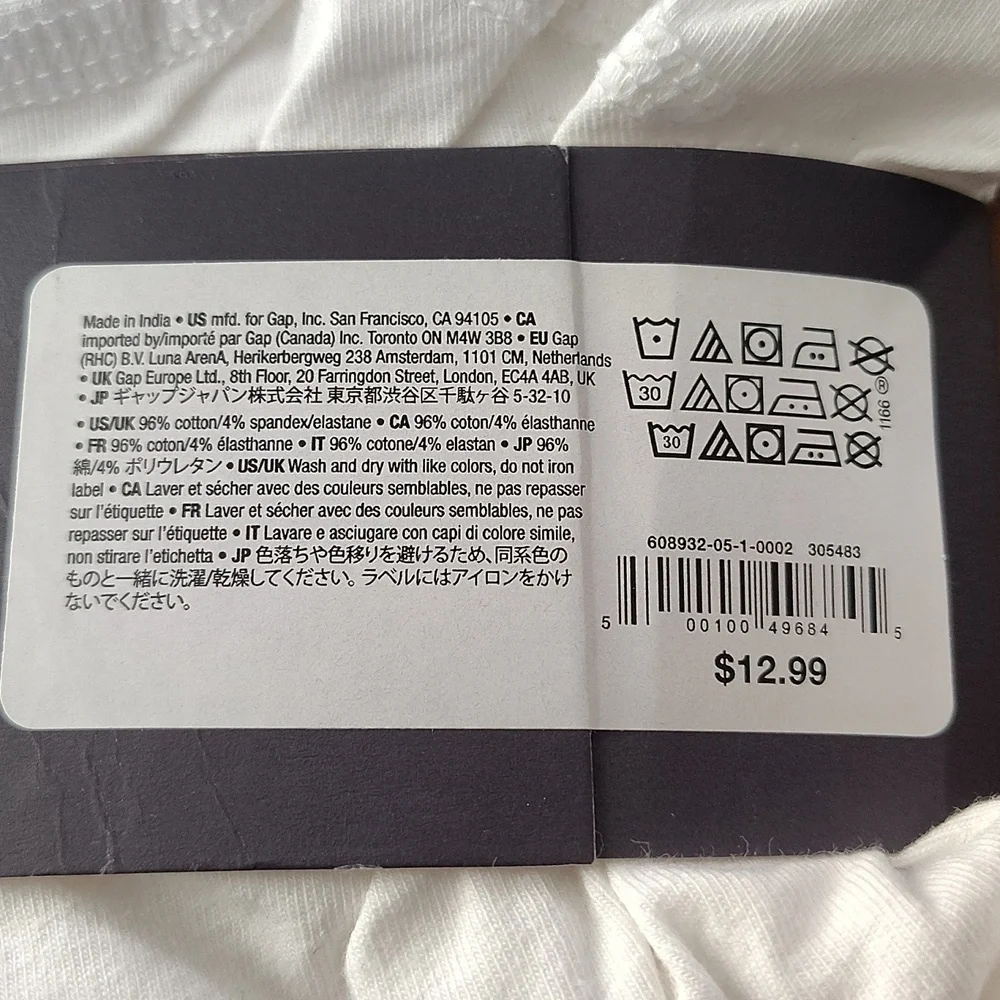 Made in India • US mfd. for Gap, Inc. San Francisco, CA 94105 • CA
imported by/importé par Gap (Canada) Inc. Toronto ON M4W 3B8 • EU Gap
(RHC) B.V. Luna ArenA, Herikerbergweg 238 Amsterdam, 1101 CM, Netherlands
• UK Gap Europe Ltd., 8th Floor, 20 Farringdon Street, London, EC4A 4AB, UK
• JP ギャップジャパン株式会社 東京都渋谷区千駄ヶ谷 5-32-10
• US/UK 96% cotton/4% spandex/elastane • CA 96% coton/4% élasthanne
• FR 96% coton/4% élasthanne • IT 96% cotone/4% elastan • JP 96%
綿/4% ポリウレタン • US/UK Wash and dry with like colors, do not iron
label • CA Laver et sécher avec des couleurs semblables, ne pas repasser
sur l'étiquette • FR Laver et sécher avec des couleurs semblables, ne pas
repasser sur l'étiquette • IT Lavare e asciugare con capi di colore simile,
non stirare l'etichetta • JP 色落ちや色移りを避けるため、同系色の
ものと一緒に洗濯/乾燥してください。ラベルにはアイロンをかけ
ないでください。
30
30
® 1166
608932-05-1-0002 305483
5 00100 49684 5
$12.99